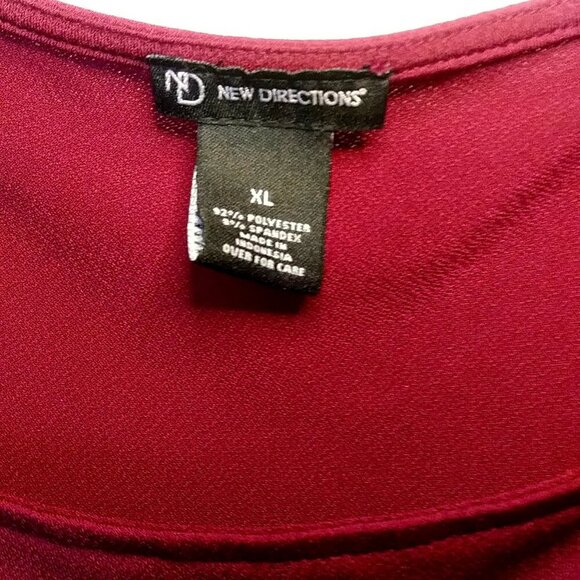 ND NEW DIRECTIONS®
XL
92% POLYESTER
8% SPANDEX
MADE IN
INDONESIA
OVER FOR CARE